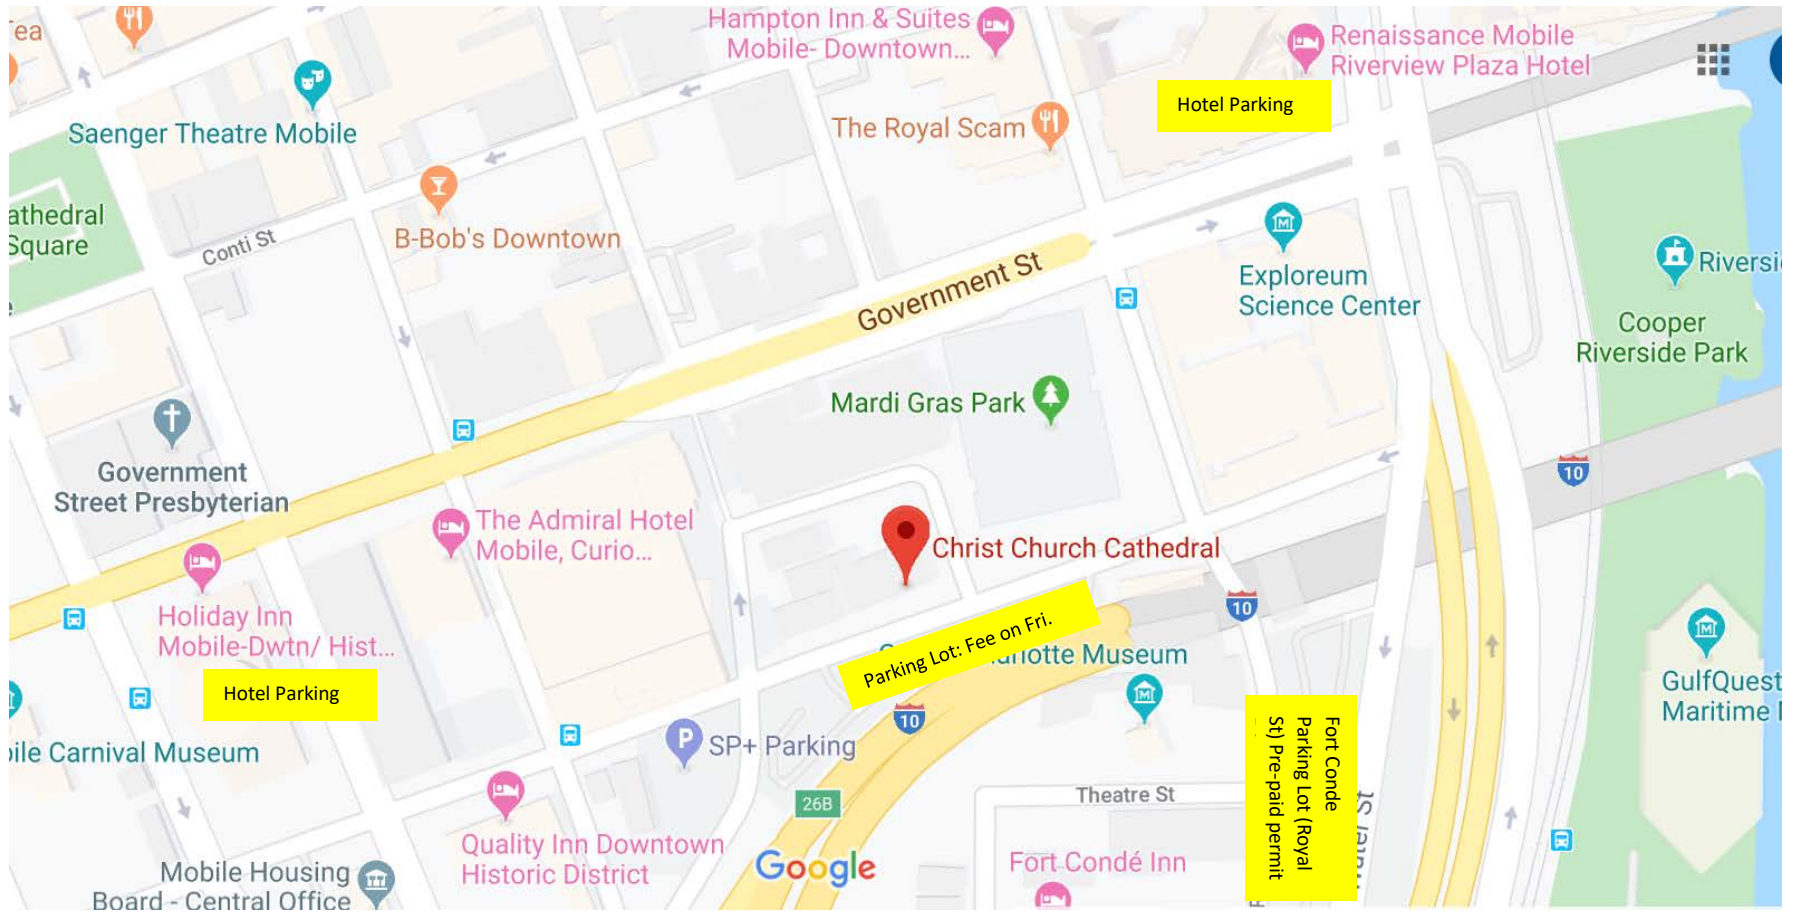 ea
Hampton Inn & Suites
Mobile- Downtown...
Renaissance Mobile
Riverview Plaza Hotel
Hotel Parking
Saenger Theatre Mobile
The Royal Scam
athedral
Square
Conti St
B-Bob's Downtown
Government St
Exploreum
Science Center
Riversi
Cooper
Riverside Park
Mardi Gras Park
Government
Street Presbyterian
10
The Admiral Hotel
Mobile, Curio...
Christ Church Cathedral
Holiday Inn
Mobile-Dwtn/ Hist...
10
Parking Lot: Fee on Fri.
Museum
Hotel Parking
GulfQuest
Maritime
10
P
SP+ Parking
ile Carnival Museum
Fort Conde
Parking Lot (Royal
St) Pre-paid permit
26B
Theatre St
St
Quality Inn Downtown
Historic District
Google
Fort Condé Inn
Mobile Housing
Board - Central Office